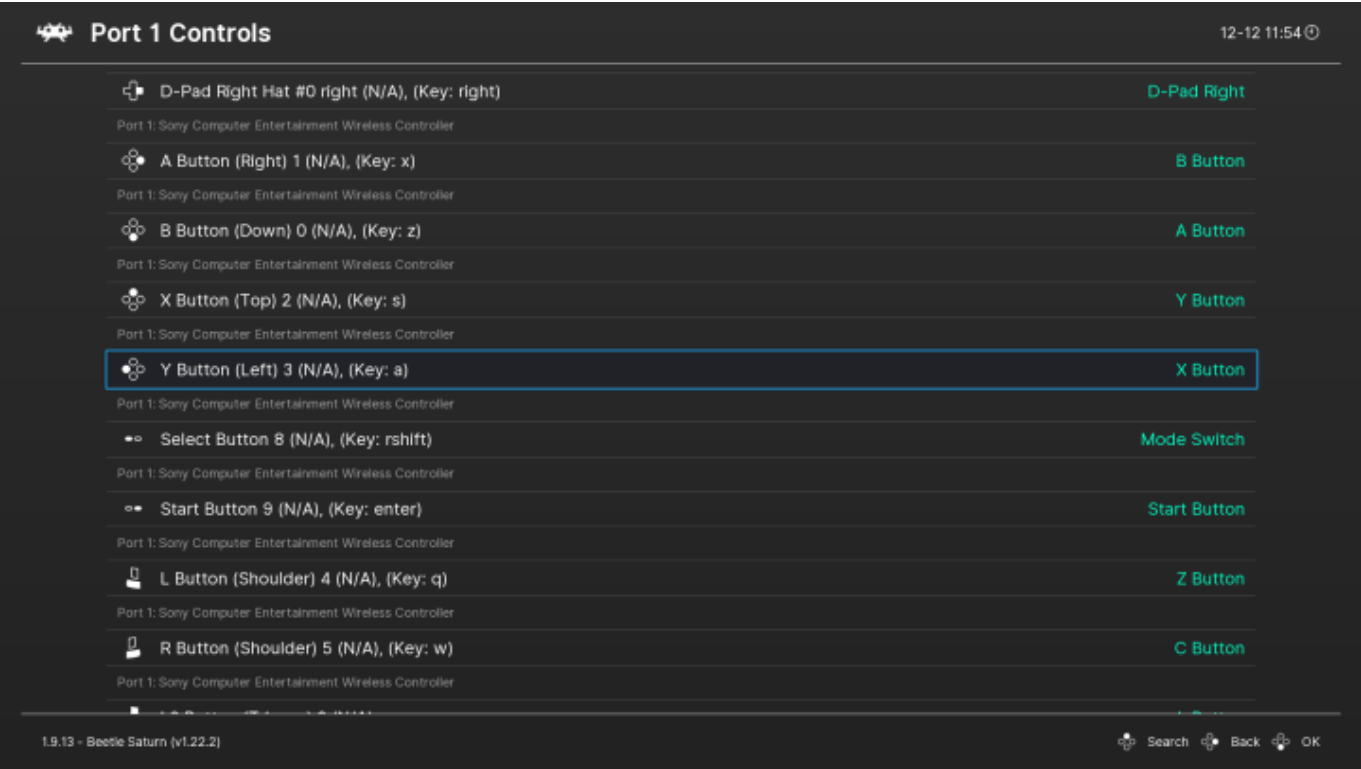 Port 1 Controls
12-12 11:54
D-Pad Right Hat #0 right (N/A), (Key: right) D-Pad Right
Port 1: Sony Computer Entertainment Wireless Controller
A Button (Right) 1 (N/A), (Key: x) B Button
Port 1: Sony Computer Entertainment Wireless Controller
B Button (Down) 0 (N/A), (Key: z) A Button
Port 1: Sony Computer Entertainment Wireless Controller
X Button (Top) 2 (N/A), (Key: s) Y Button
Port 1: Sony Computer Entertainment Wireless Controller
Y Button (Left) 3 (N/A), (Key: a) X Button
Port 1: Sony Computer Entertainment Wireless Controller
Select Button 8 (N/A), (Key: rshift) Mode Switch
Port 1: Sony Computer Entertainment Wireless Controller
Start Button 9 (N/A), (Key: enter) Start Button
Port 1: Sony Computer Entertainment Wireless Controller
L Button (Shoulder) 4 (N/A), (Key: q) Z Button
Port 1: Sony Computer Entertainment Wireless Controller
R Button (Shoulder) 5 (N/A), (Key: w) C Button
Port 1: Sony Computer Entertainment Wireless Controller
1.9.13 - Beetle Saturn (v1.22.2)
Search Back OK